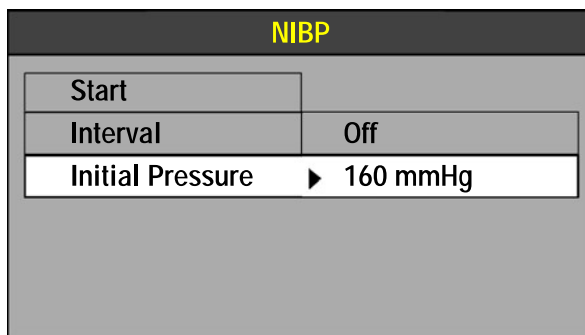 NIBP
Start
Interval Off
Initial Pressure ▶ 160 mmHg